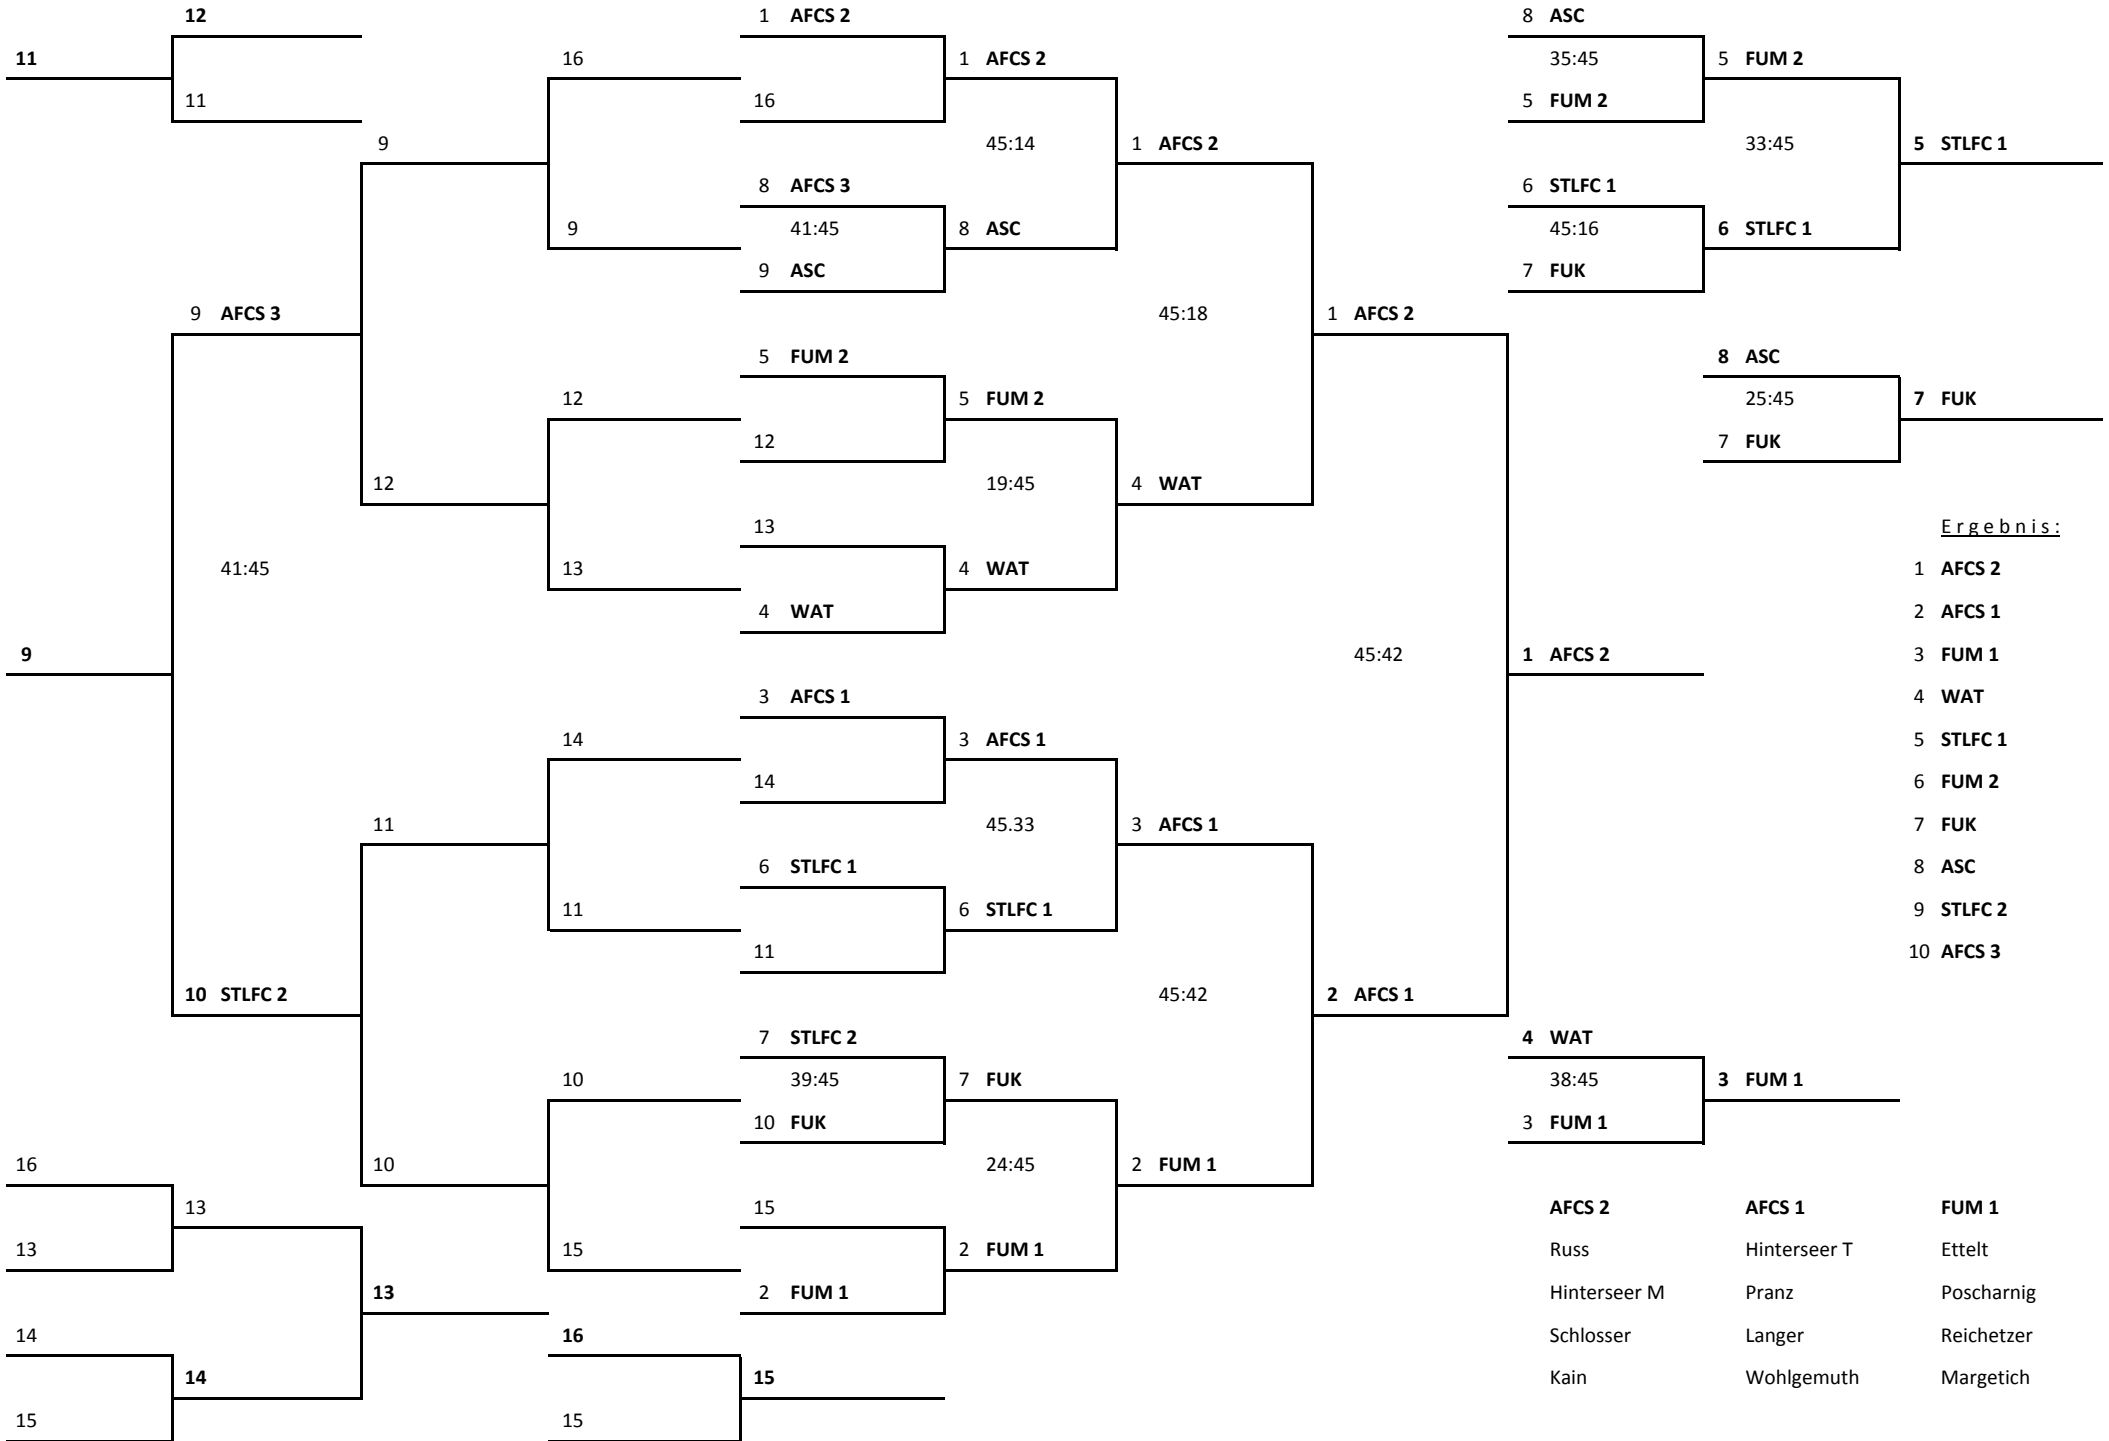 12 1 AFCS 2 8 ASC
11 16 1 AFCS 2 35:45 5 FUM 2
11 16 5 FUM 2
9 45:14 1 AFCS 2 33:45 5 STLFC 1
8 AFCS 3 6 STLFC 1
9 41:45 8 ASC 45:16 6 STLFC 1
9 ASC 7 FUK
9 AFCS 3 45:18 1 AFCS 2
5 FUM 2 8 ASC
12 5 FUM 2 25:45 7 FUK
12 7 FUK
12 19:45 4 WAT
13 Ergebnis:
41:45 13 4 WAT 1 AFCS 2
4 WAT 2 AFCS 1
9 45:42 1 AFCS 2 3 FUM 1
3 AFCS 1 4 WAT
14 3 AFCS 1 5 STLFC 1
14 6 FUM 2
11 45.33 3 AFCS 1 7 FUK
6 STLFC 1 8 ASC
11 6 STLFC 1 9 STLFC 2
11 10 AFCS 3
10 STLFC 2 45:42 2 AFCS 1
7 STLFC 2 4 WAT
10 39:45 7 FUK 38:45 3 FUM 1
10 FUK 3 FUM 1
16 10 24:45 2 FUM 1
13 15 AFCS 2 AFCS 1 FUM 1
13 15 2 FUM 1 Russ Hinterseer T Ettelt
13 2 FUM 1 Hinterseer M Pranz Poscharnig
14 16 Schlosser Langer Reichetzer
14 15 Kain Wohlgemuth Margetich
15 15